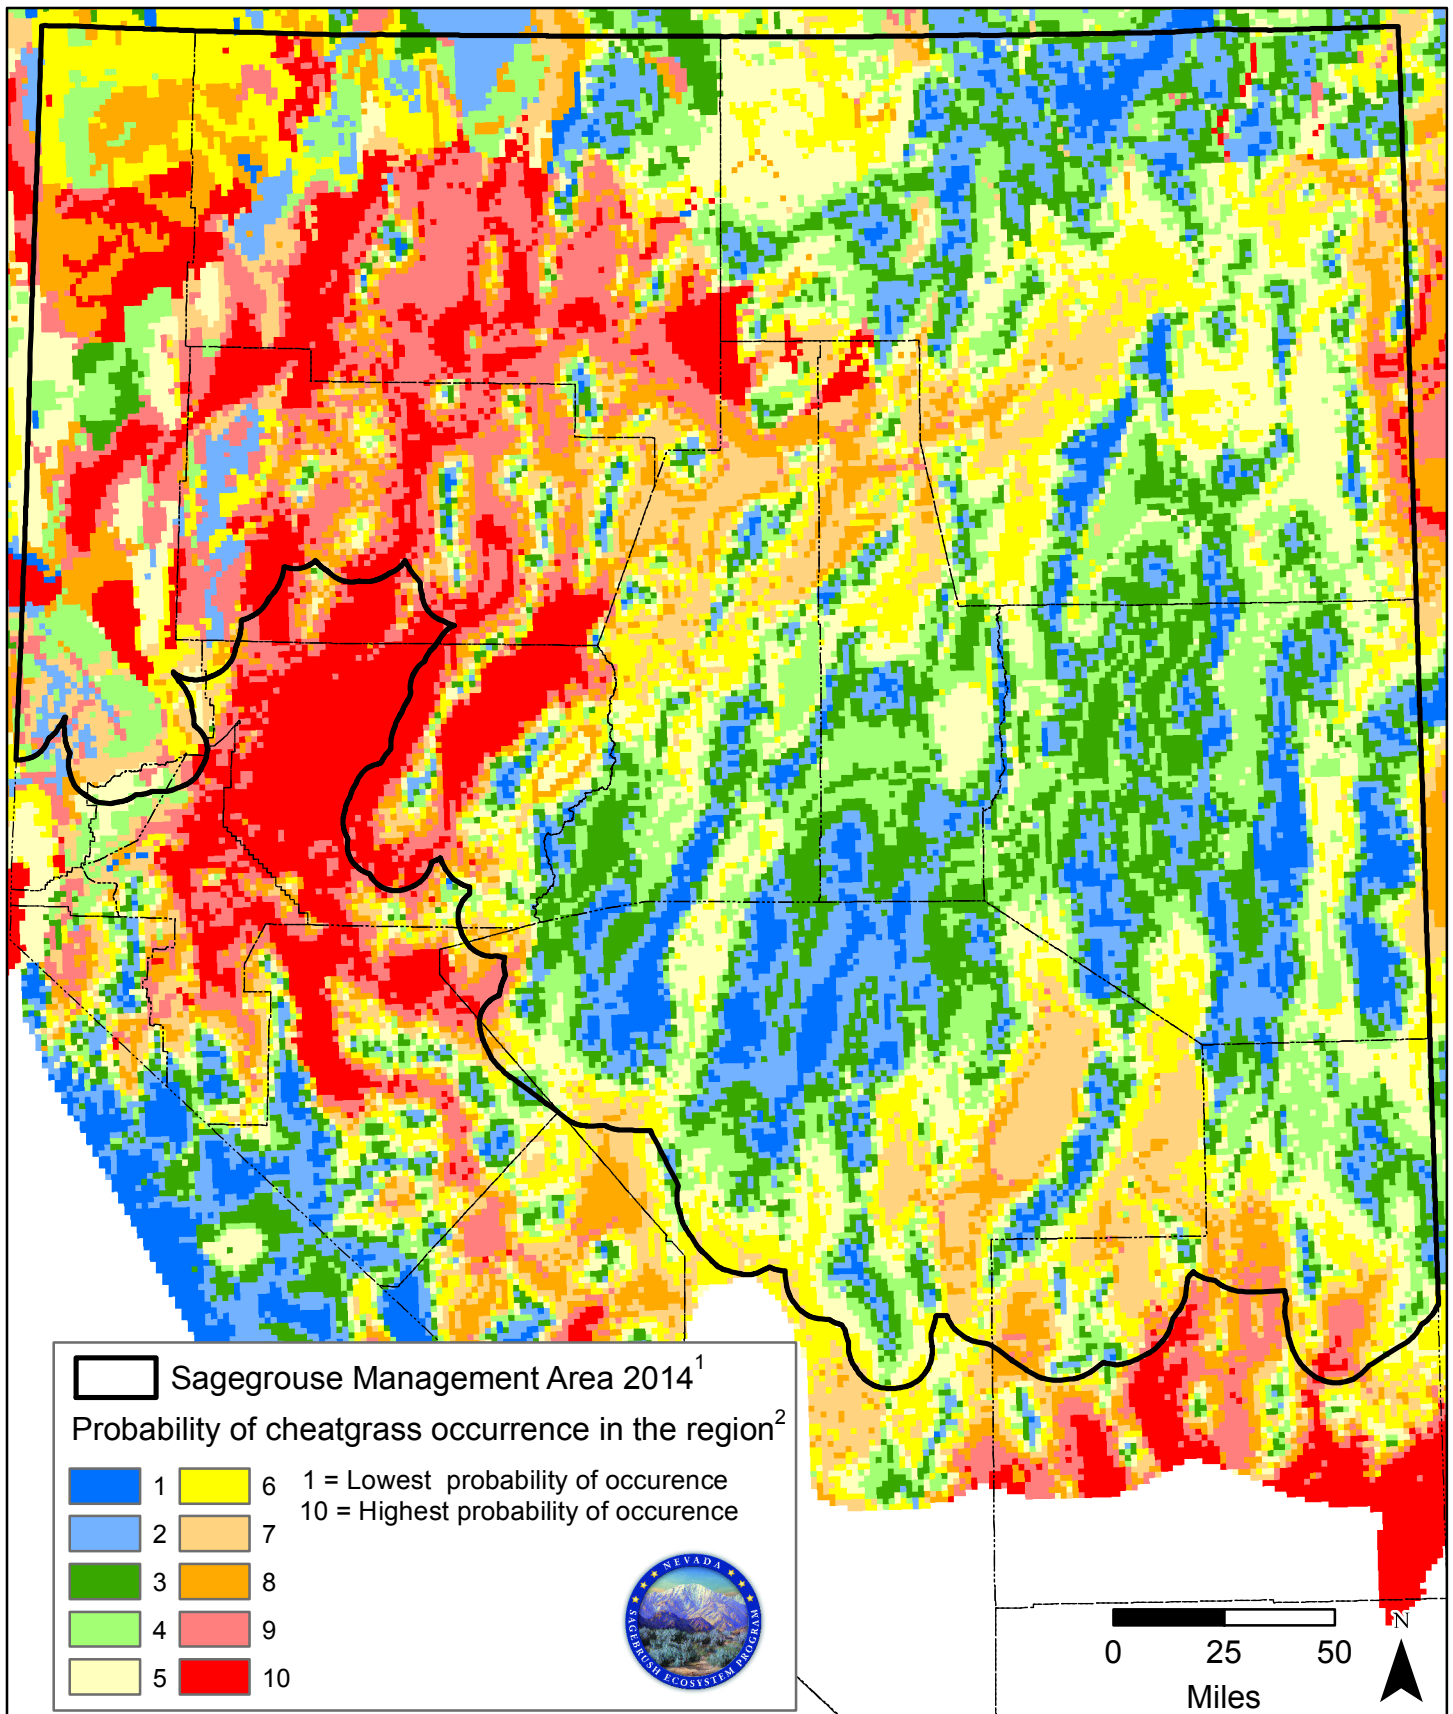 Sagegrouse Management Area 2014¹
Probability of cheatgrass occurrence in the region²
1 6 1 = Lowest probability of occurence
10 = Highest probability of occurence
2 7
3 8
4 9
5 10
NEVADA
SAGEBRUSH ECOSYSTEM PROGRAM
0 25 50
Miles
N